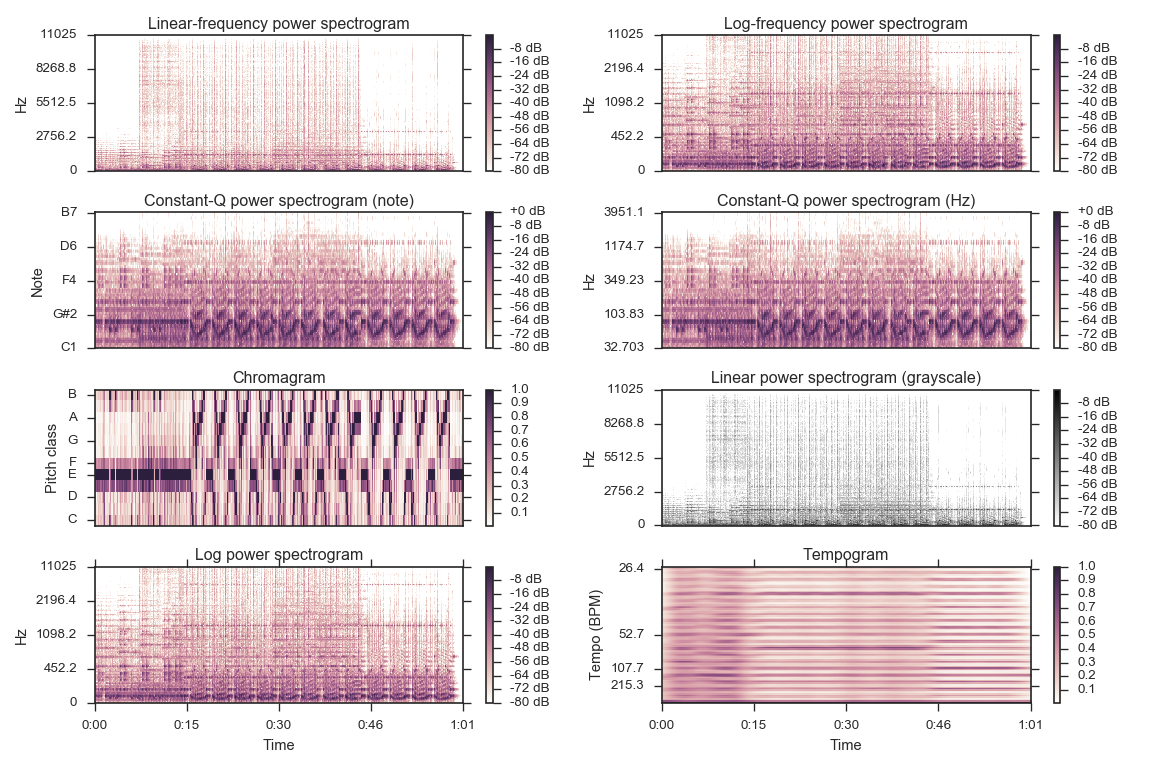 Linear-frequency power spectrogram
11025
8268.8
5512.5
2756.2
0
Hz
-8 dB
-16 dB
-24 dB
-32 dB
-40 dB
-48 dB
-56 dB
-64 dB
-72 dB
-80 dB
Log-frequency power spectrogram
11025
2196.4
1098.2
452.2
0
Hz
-8 dB
-16 dB
-24 dB
-32 dB
-40 dB
-48 dB
-56 dB
-64 dB
-72 dB
-80 dB
Constant-Q power spectrogram (note)
B7
D6
F4
G#2
C1
Note
+0 dB
-8 dB
-16 dB
-24 dB
-32 dB
-40 dB
-48 dB
-56 dB
-64 dB
-72 dB
-80 dB
Constant-Q power spectrogram (Hz)
3951.1
1174.7
349.23
103.83
32.703
Hz
+0 dB
-8 dB
-16 dB
-24 dB
-32 dB
-40 dB
-48 dB
-56 dB
-64 dB
-72 dB
-80 dB
Chromagram
B
A
G
F
E
D
C
Pitch class
1.0
0.9
0.8
0.7
0.6
0.5
0.4
0.3
0.2
0.1
Linear power spectrogram (grayscale)
11025
8268.8
5512.5
2756.2
0
Hz
-8 dB
-16 dB
-24 dB
-32 dB
-40 dB
-48 dB
-56 dB
-64 dB
-72 dB
-80 dB
Log power spectrogram
11025
2196.4
1098.2
452.2
0
Hz
-8 dB
-16 dB
-24 dB
-32 dB
-40 dB
-48 dB
-56 dB
-64 dB
-72 dB
-80 dB
0:00 0:15 0:30 0:46 1:01
Time
Tempogram
26.4
52.7
107.7
215.3
Tempo (BPM)
1.0
0.9
0.8
0.7
0.6
0.5
0.4
0.3
0.2
0.1
0:00 0:15 0:30 0:46 1:01
Time